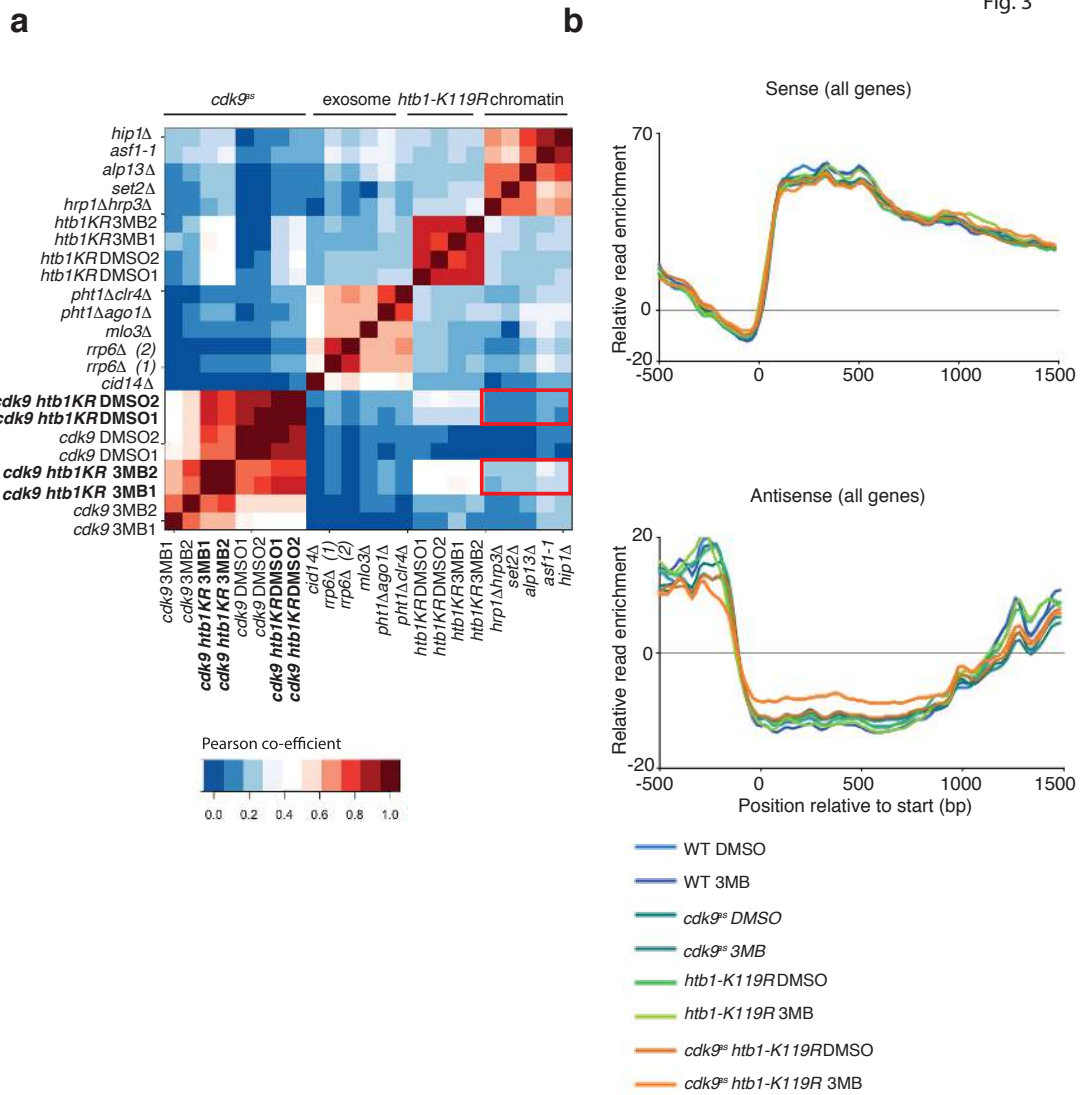 Fig. 3
a
b
cdk9as exosome htb1-K119R chromatin
hip1Δ
asf1-1
alp13Δ
set2Δ
hrp1Δhrp3Δ
htb1KR3MB2
htb1KR3MB1
htb1KR DMSO2
htb1KR DMSO1
pht1Δclr4Δ
pht1Δago1Δ
mlo3Δ
rrp6Δ (2)
rrp6Δ (1)
cid14Δ
cdk9 htb1KR DMSO2
cdk9 htb1KR DMSO1
cdk9 DMSO2
cdk9 DMSO1
cdk9 htb1KR 3MB2
cdk9 htb1KR 3MB1
cdk9 3MB2
cdk9 3MB1
cdk9 3MB1
cdk9 3MB2
cdk9 htb1KR 3MB1
cdk9 htb1KR 3MB2
cdk9 DMSO1
cdk9 DMSO2
cdk9 htb1KRDMSO1
cdk9 htb1KRDMSO2
cid14Δ
rrp6Δ (1)
rrp6Δ (2)
mlo3Δ
pht1Δago1Δ
pht1Δclr4Δ
htb1KRDMSO1
htb1KRDMSO2
htb1KR3MB1
htb1KR3MB2
hrp1Δhrp3Δ
set2Δ
alp13Δ
asf1-1
hip1Δ
Pearson co-efficient
0.0 0.2 0.4 0.6 0.8 1.0
Sense (all genes)
Relative read enrichment
70
0
-20
-500 0 500 1000 1500
Antisense (all genes)
Relative read enrichment
20
0
-20
-500 0 500 1000 1500
Position relative to start (bp)
WT DMSO
WT 3MB
cdk9as DMSO
cdk9as 3MB
htb1-K119R DMSO
htb1-K119R 3MB
cdk9as htb1-K119RDMSO
cdk9as htb1-K119R 3MB